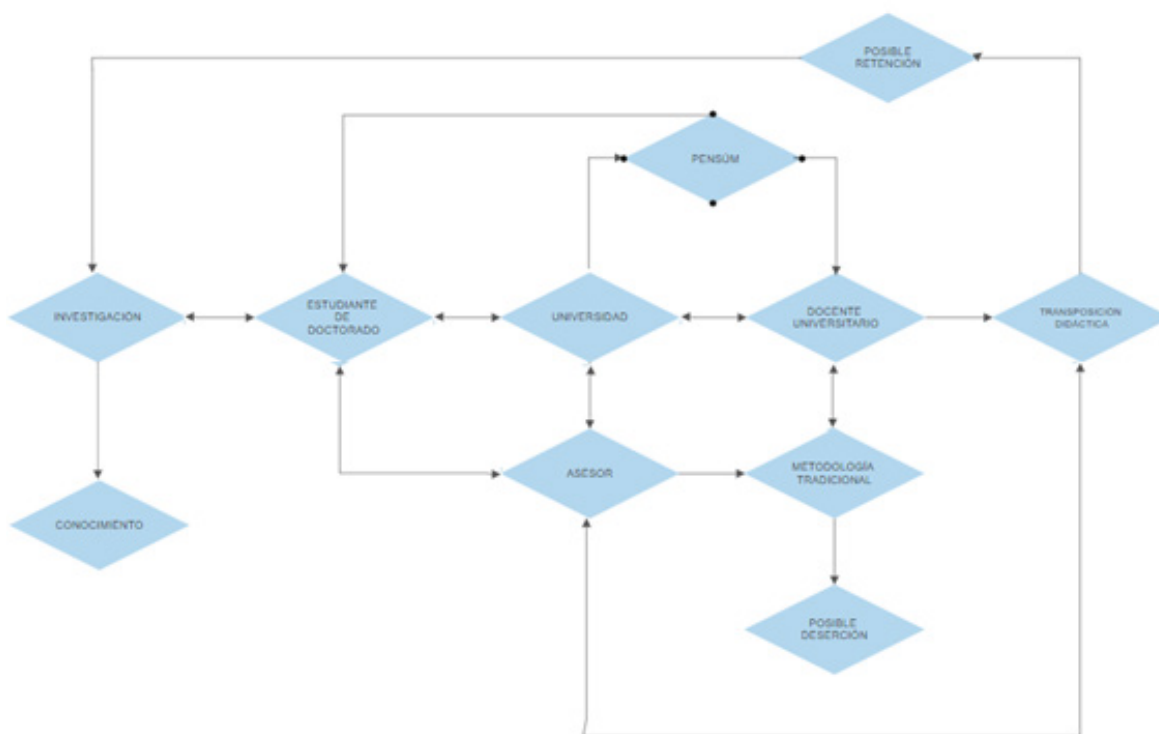 POSIBLE
RETENCIÓN
PENSÚM
INVESTIGACIÓN
ESTUDIANTE
DE
DOCTORADO
UNIVERSIDAD
DOCENTE
UNIVERSITARIO
TRANSPOSICIÓN
DIDÁCTICA
ASESOR
METODOLOGÍA
TRADICIONAL
CONOCIMIENTO
POSIBLE
DESERCIÓN